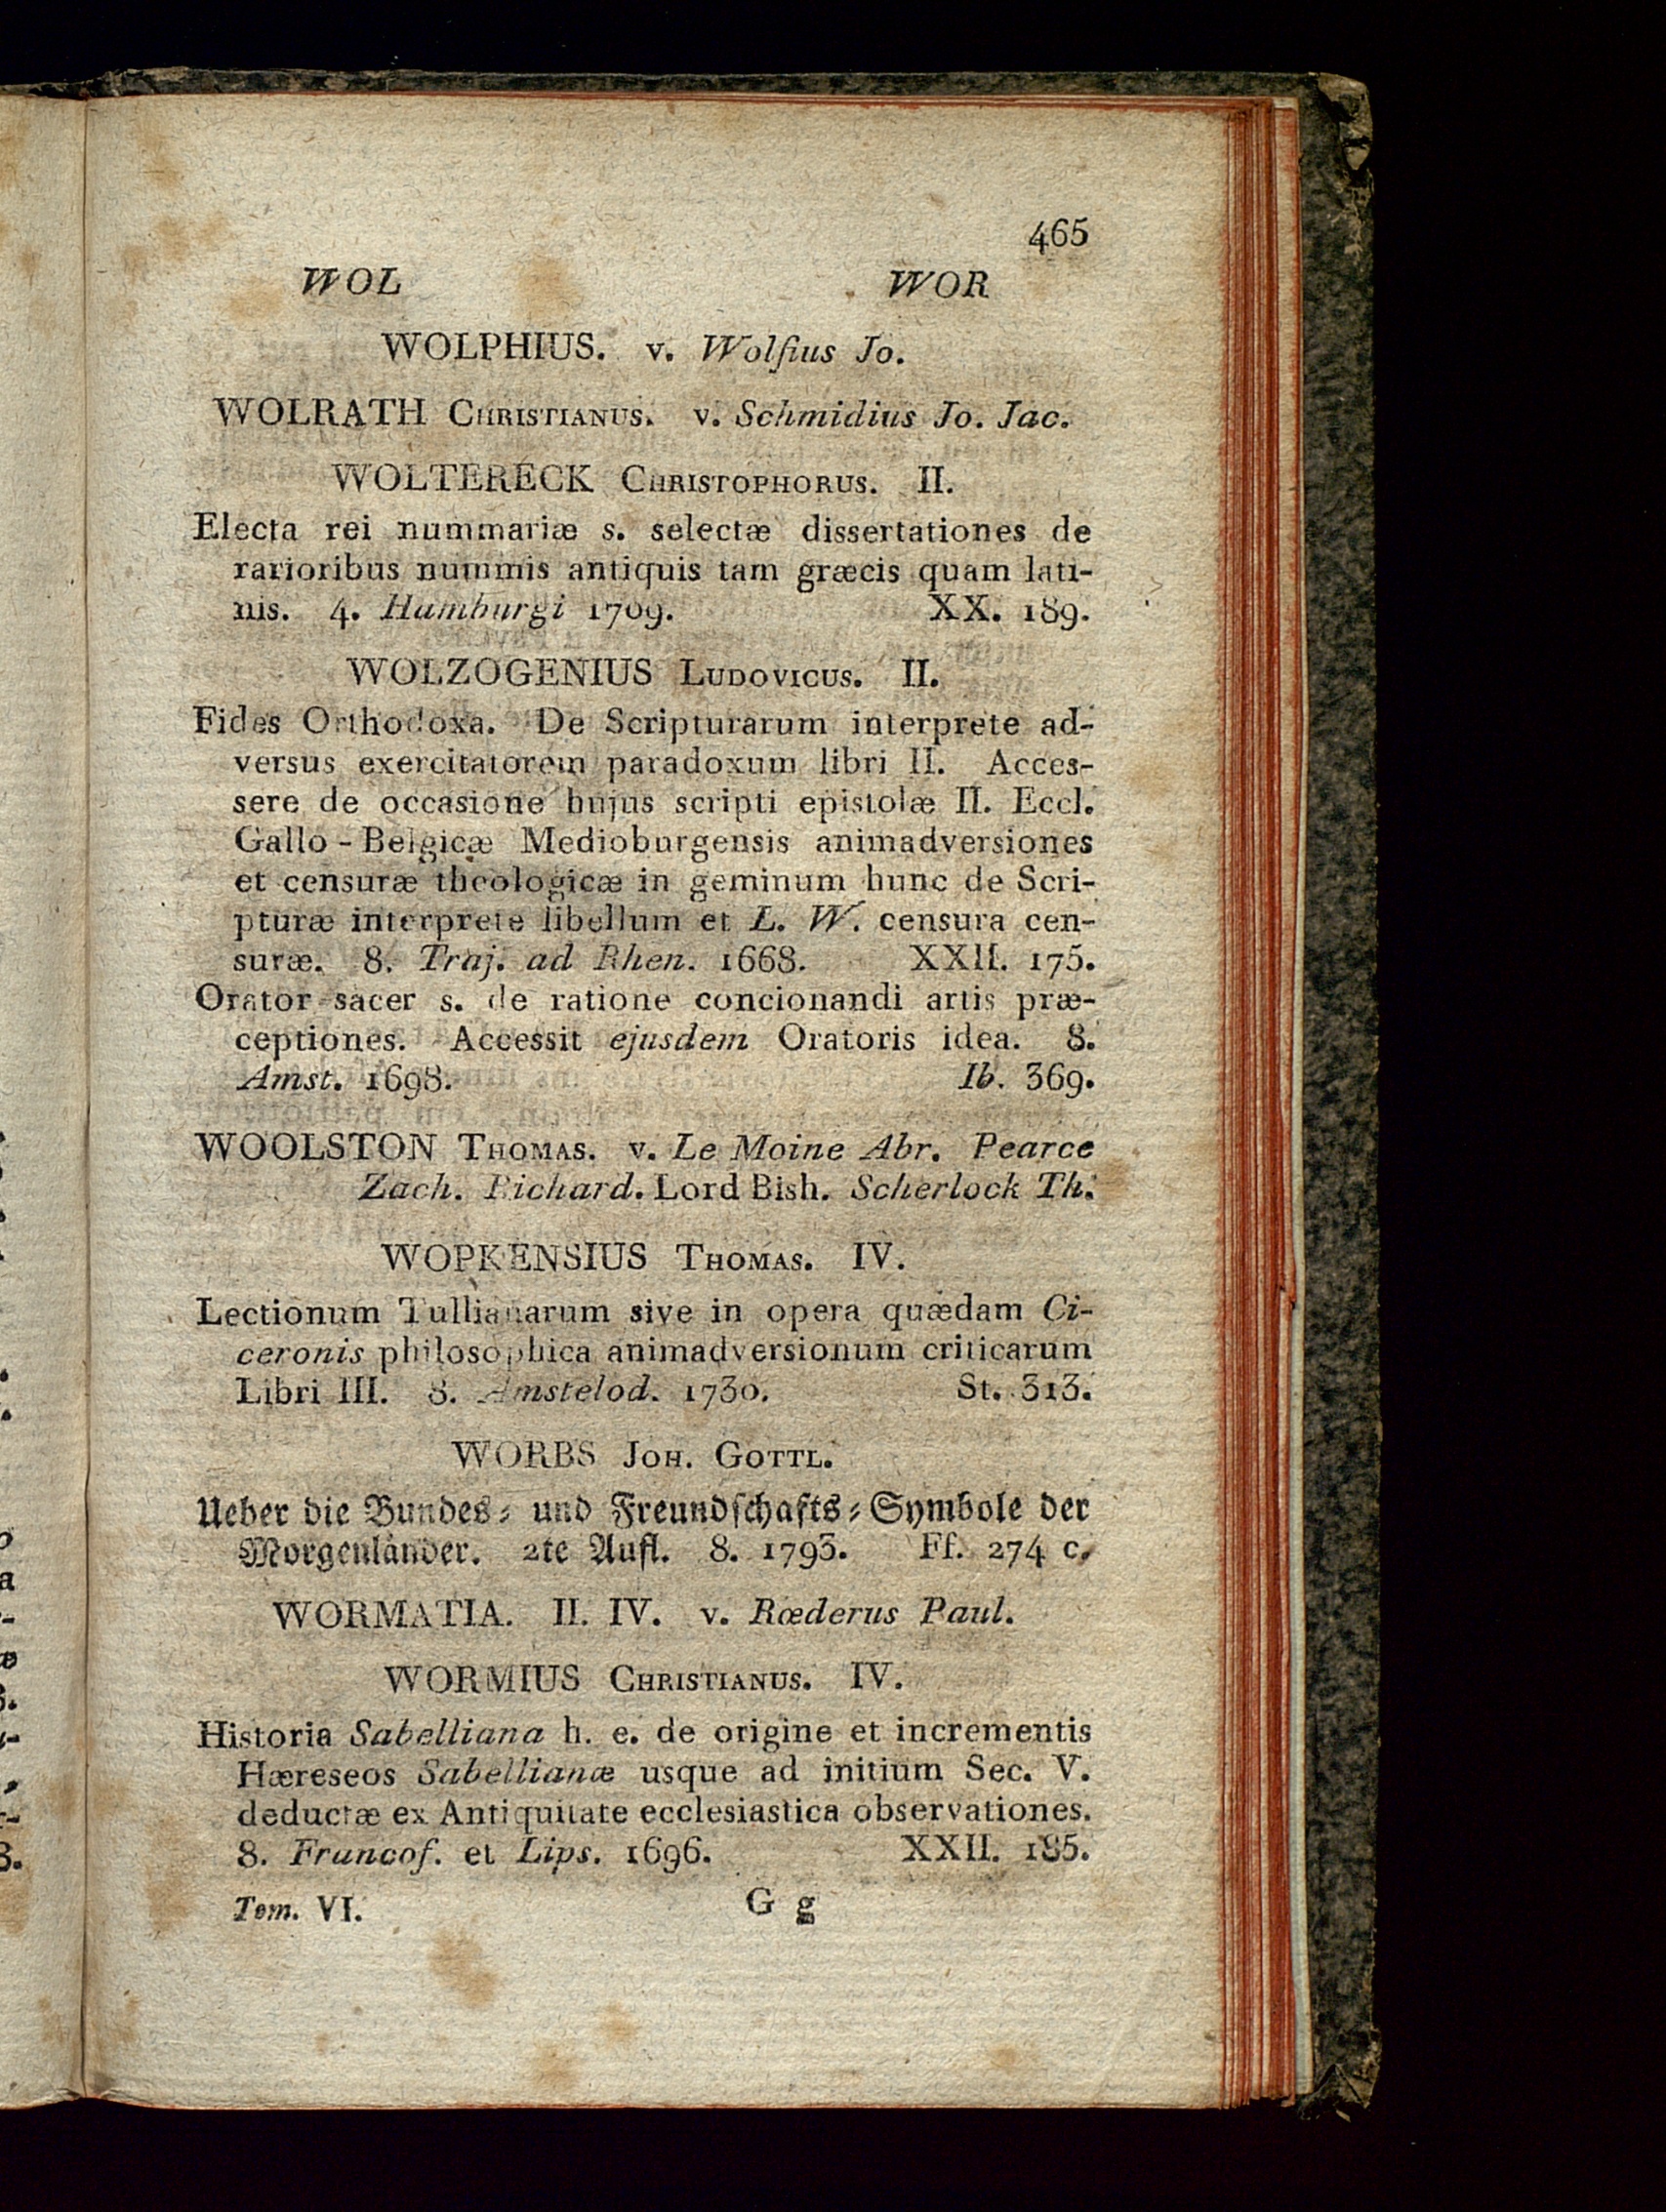 465
WOL WOR
WOLPHIUS. v. Wolfius Jo.
WOLRATH CHRISTIANUS. v. Schmidius Jo. Jac.
WOLTERECK CHRISTOPHORUS. II.
Electa rei nummariæ s. selectæ dissertationes de
rarioribus nummis antiquis tam græcis quam lati-
nis. 4. Hamburgi 1709. XX. 189.
WOLZOGENIUS LUDOVICUS. II.
Fides Orthodoxa. De Scripturarum interprete ad-
versus exercitatorem paradoxum libri II. Acces-
sere de occasione hujus scripti epistolæ II. Eccl.
Gallo-Belgicæ Medioburgensis animadversiones
et censuræ theologicæ in geminum hunc de Scri-
pturæ interprete libellum et L. W. censura cen-
suræ. 8. Traj. ad Rhen. 1668. XXII. 175.
Orator sacer s. de ratione concionandi artis præ-
ceptiones. Accessit ejusdem Oratoris idea. 8.
Amst. 1698. Ib. 369.
WOOLSTON THOMAS. v. Le Moine Abr. Pearce
Zach. Richard. Lord Bish. Scherlock Th.
WOPKENSIUS THOMAS. IV.
Lectionum Tullianarum sive in opera quædam Ci-
ceronis philosophica animadversionum criticarum
Libri III. 8. Amstelod. 1730. St. 313.
WORBS JOH. GOTTL.
Ueber die Bundes- und Freundschafts-Symbole der
Morgenländer. 2te Aufl. 8. 1793. Ff. 274 c.
WORMATIA. II. IV. v. Rœderus Paul.
WORMIUS CHRISTIANUS. IV.
Historia Sabelliana h. e. de origine et incrementis
Hæreseos Sabellianæ usque ad initium Sec. V.
deductæ ex Antiquitate ecclesiastica observationes.
8. Francof. et Lips. 1696. XXII. 185.
Tom. VI. G g